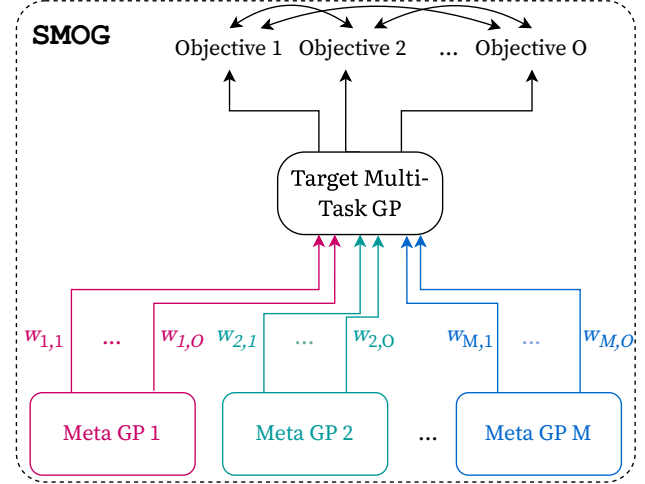 SMOG
Objective 1 Objective 2 ... Objective O
Target Multi-
Task GP
w1,1 ... w1,O w2,1 ... w2,O wM,1 ... wM,O
Meta GP 1 Meta GP 2 ... Meta GP M